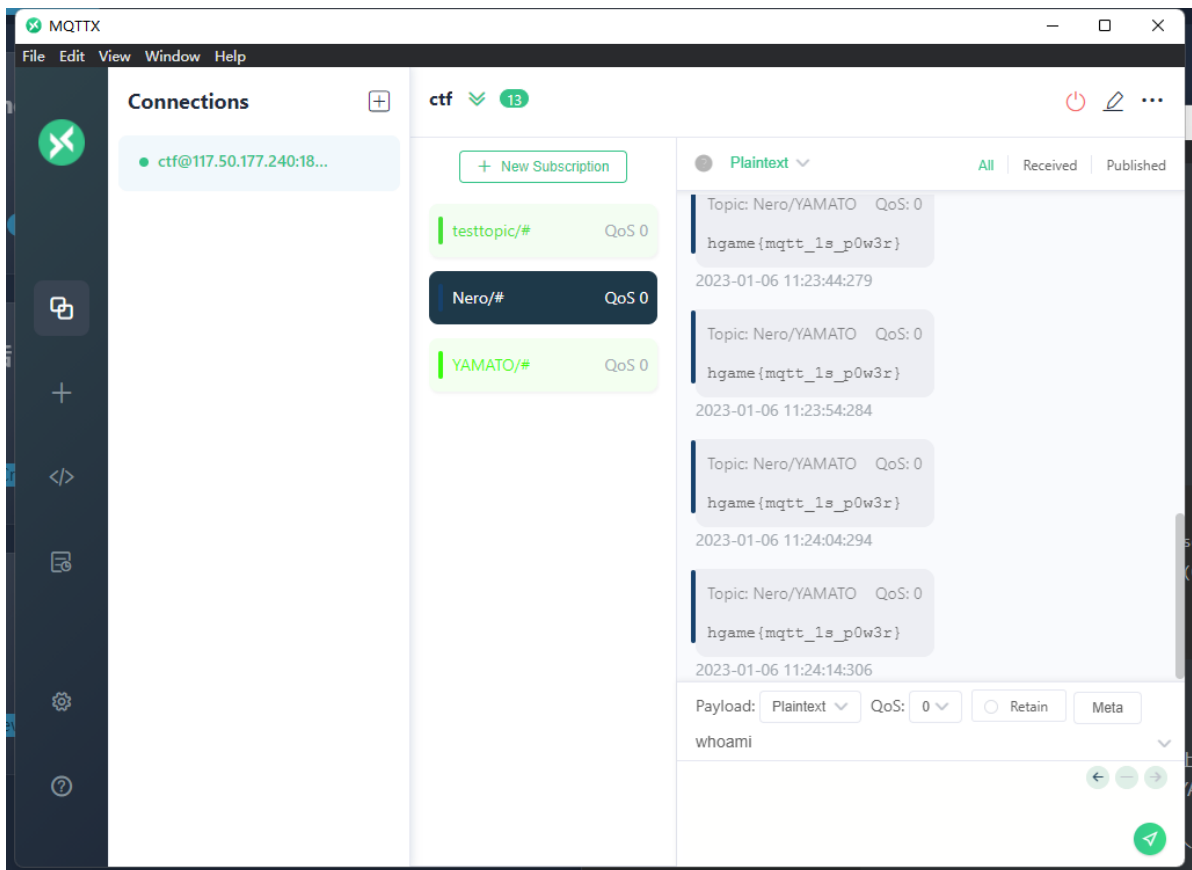 MQTTX
File Edit View Window Help
Connections
ctf 13
ctf@117.50.177.240:18...
+ New Subscription
Plaintext
All Received Published
testtopic/# QoS 0
Nero/# QoS 0
YAMATO/# QoS 0
Topic: Nero/YAMATO QoS: 0
hgame{mqtt_1s_p0w3r}
2023-01-06 11:23:44:279
Topic: Nero/YAMATO QoS: 0
hgame{mqtt_1s_p0w3r}
2023-01-06 11:23:54:284
Topic: Nero/YAMATO QoS: 0
hgame{mqtt_1s_p0w3r}
2023-01-06 11:24:04:294
Topic: Nero/YAMATO QoS: 0
hgame{mqtt_1s_p0w3r}
2023-01-06 11:24:14:306
Payload: Plaintext QoS: 0 Retain Meta
whoami